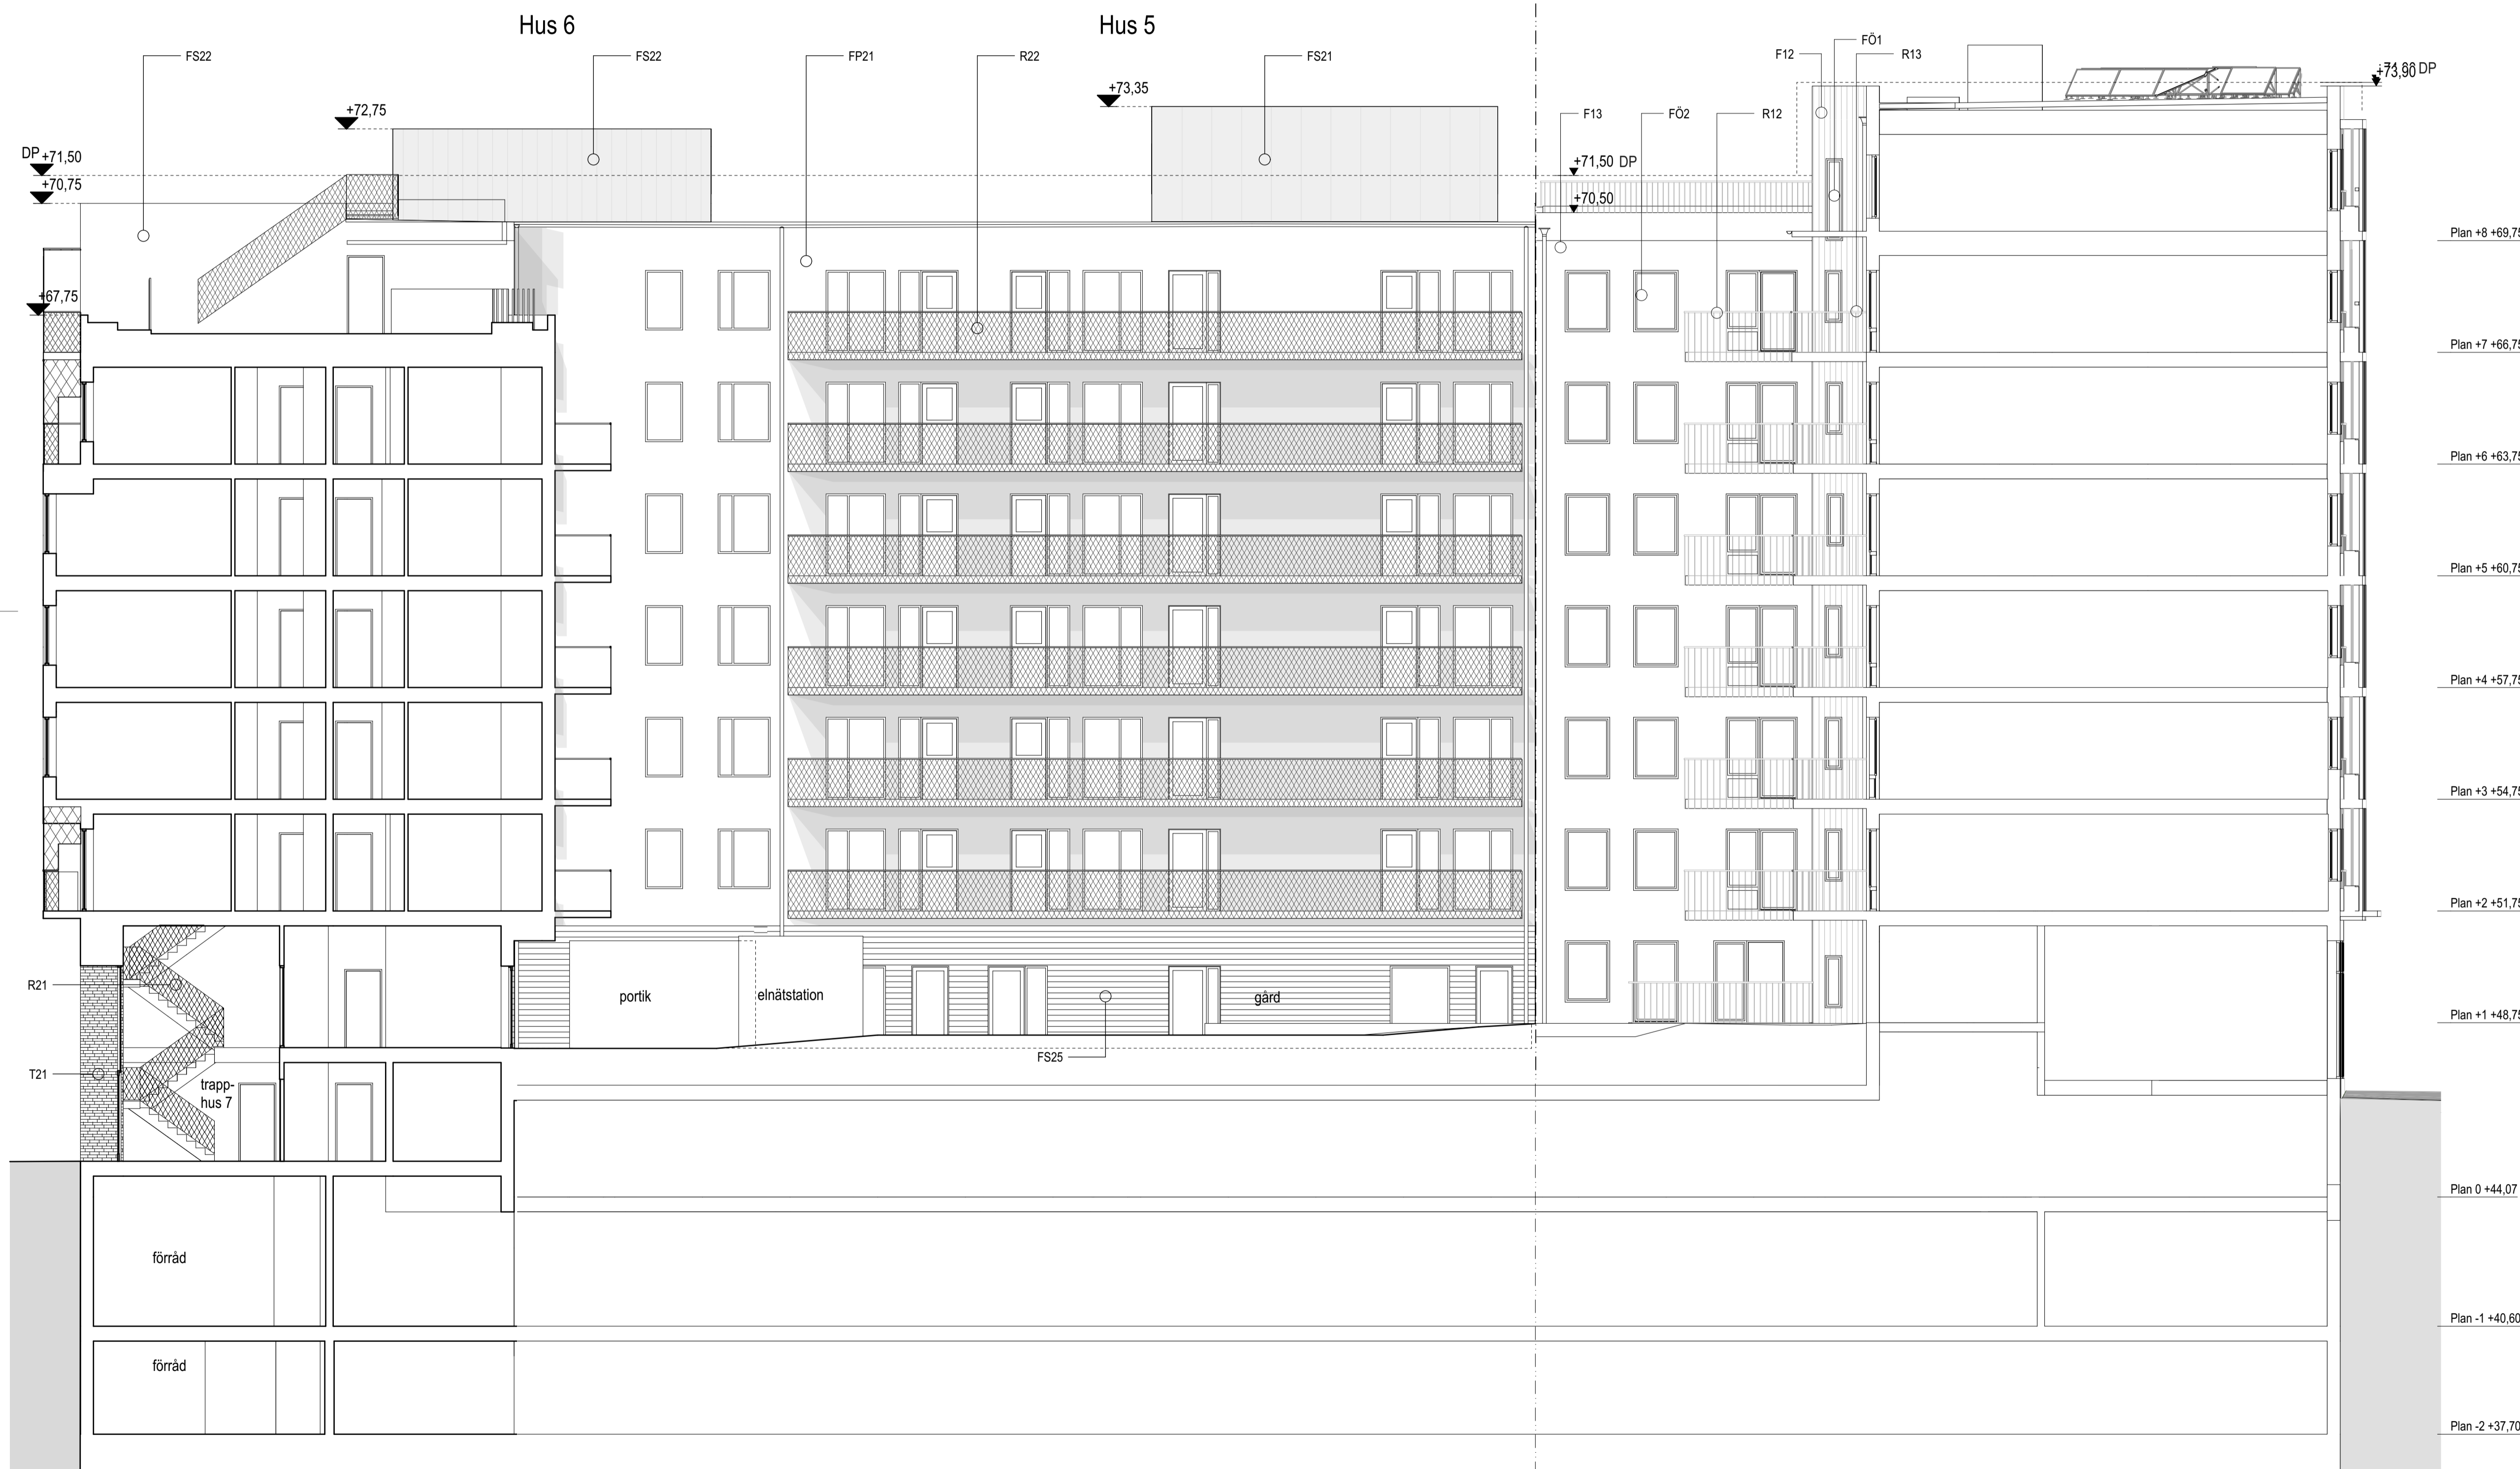 Hus 6
Hus 5
FS22
FS22
FP21
R22
FS21
F12
FÖ1
R13
+73,90 DP
+73,35
+72,75
F13
FÖ2
R12
DP +71,50
+71,50 DP
+70,75
+70,50
Plan +8 +69,75
+67,75
Plan +7 +66,75
Plan +6 +63,75
Plan +5 +60,75
Plan +4 +57,75
Plan +3 +54,75
Plan +2 +51,75
R21
portik
elnätstation
gård
Plan +1 +48,75
FS25
T21
trapp-
hus 7
Plan 0 +44,07
förråd
Plan -1 +40,60
förråd
Plan -2 +37,70